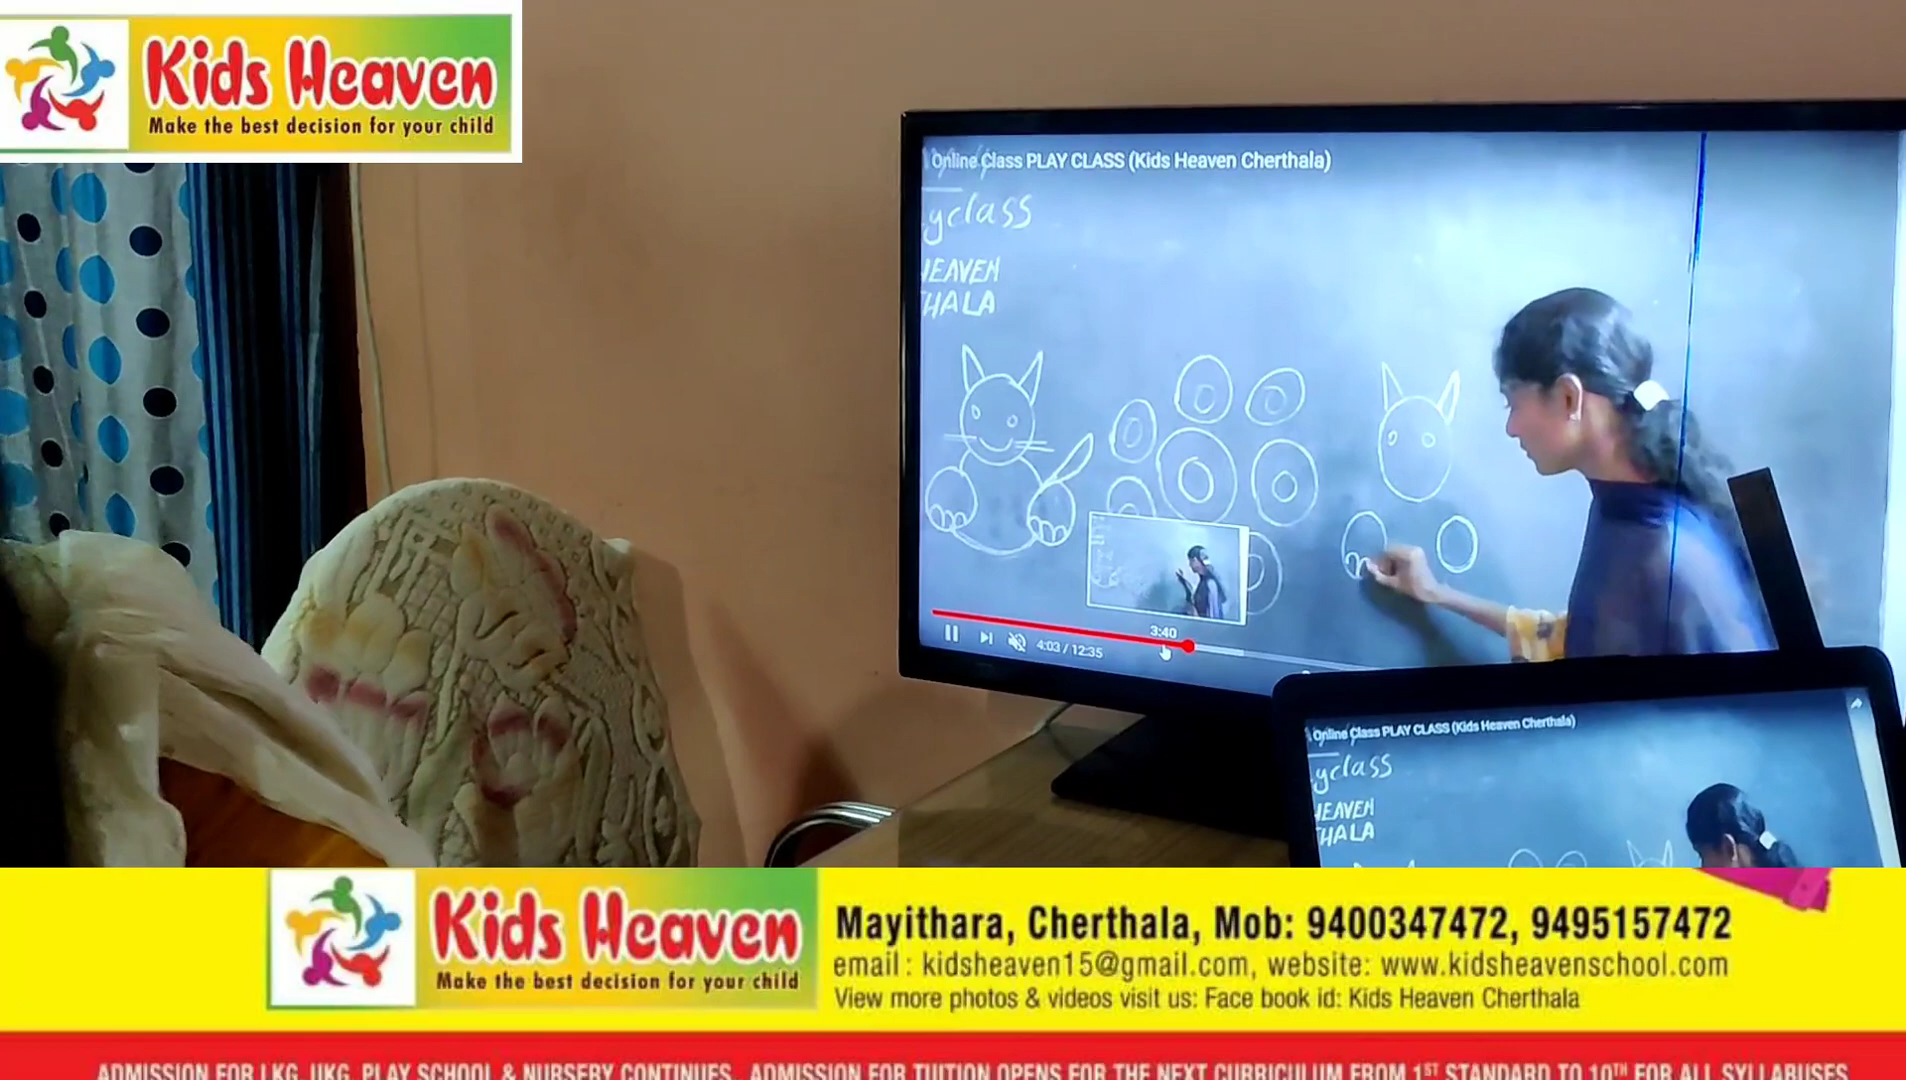 Kids Heaven
Make the best decision for your child
Online Class PLAY CLASS (Kids Heaven Cherthala)
yclass
HEAVEN
THALA
3:40
4:03 / 12:35
Online Class PLAY CLASS (Kids Heaven Cherthala)
yclass
HEAVEN
THALA
Kids Heaven
Make the best decision for your child
Mayithara, Cherthala, Mob: 9400347472, 9495157472
email : kidsheaven15@gmail.com, website: www.kidsheavenschool.com
View more photos & videos visit us: Face book id: Kids Heaven Cherthala
ADMISSION FOR LKG, UKG, PLAY SCHOOL & NURSERY CONTINUES. ADMISSION FOR TUITION OPENS FOR THE NEXT CURRICULUM FROM 1ST STANDARD TO 10TH FOR ALL SYLLABUSES